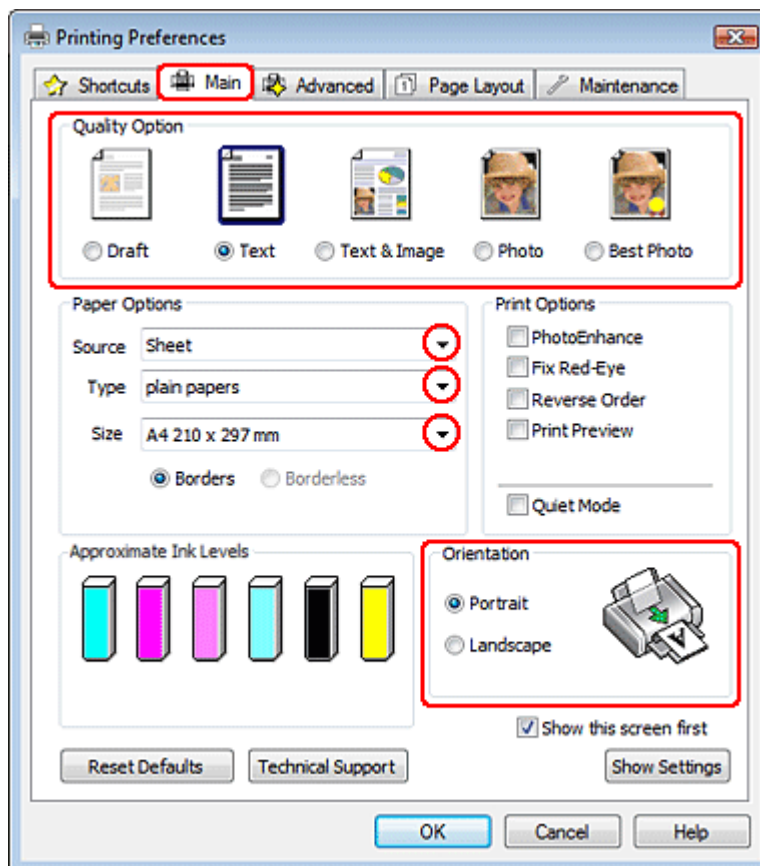 Printing Preferences
Shortcuts Main Advanced Page Layout Maintenance
Quality Option
Draft Text Text & Image Photo Best Photo
Paper Options
Source Sheet
Type plain papers
Size A4 210 x 297 mm
Borders Borderless
Print Options
PhotoEnhance
Fix Red-Eye
Reverse Order
Print Preview
Quiet Mode
Approximate Ink Levels
Orientation
Portrait
Landscape
A
Show this screen first
Reset Defaults Technical Support Show Settings
OK Cancel Help